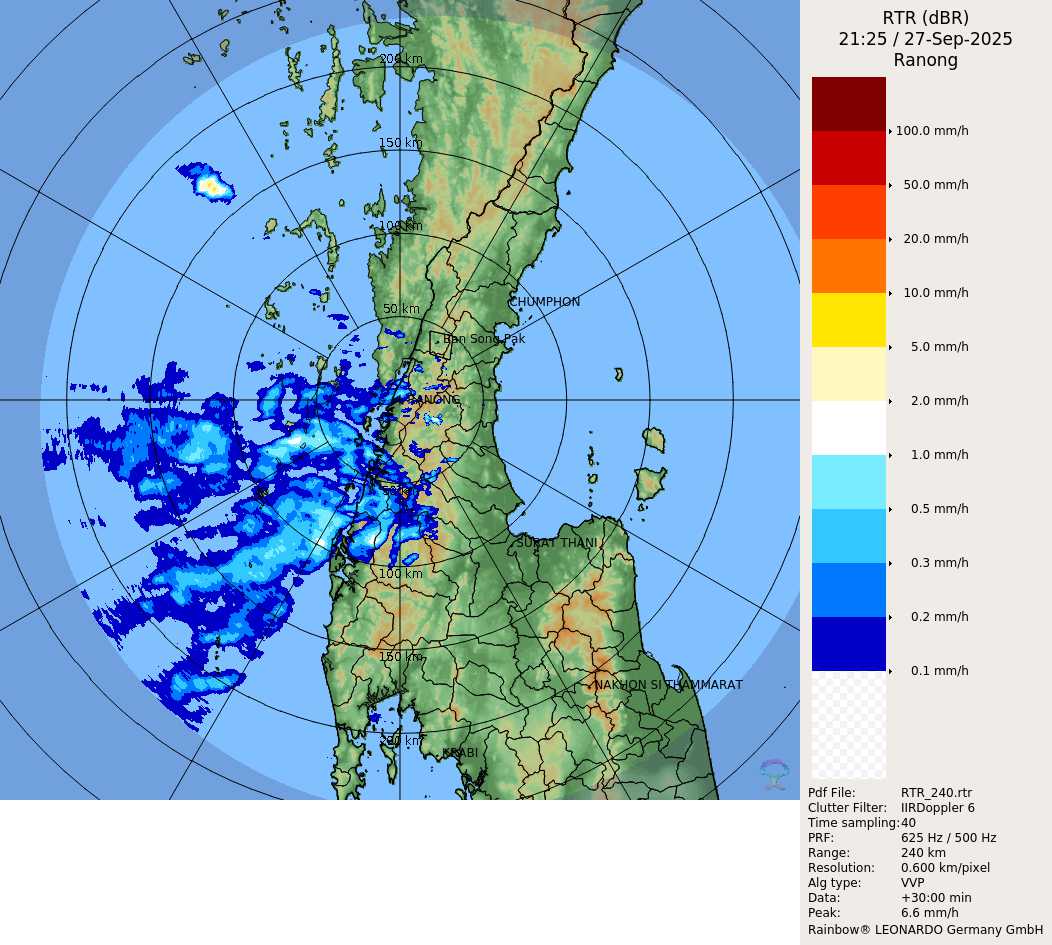 RTR (dBR)
21:25 / 27-Sep-2025
Ranong
100.0 mm/h
50.0 mm/h
20.0 mm/h
10.0 mm/h
5.0 mm/h
2.0 mm/h
1.0 mm/h
0.5 mm/h
0.3 mm/h
0.2 mm/h
0.1 mm/h
200 km
150 km
100 km
50 km
CHUMPHON
Ban Song Pak
RANONG
50 km
SURAT THANI
100 km
150 km
NAKHON SI THAMMARAT
200 km
KRABI
Pdf File: RTR_240.rtr
Clutter Filter: IIRDoppler 6
Time sampling: 40
PRF: 625 Hz / 500 Hz
Range: 240 km
Resolution: 0.600 km/pixel
Alg type: VVP
Data: +30:00 min
Peak: 6.6 mm/h
Rainbow® LEONARDO Germany GmbH